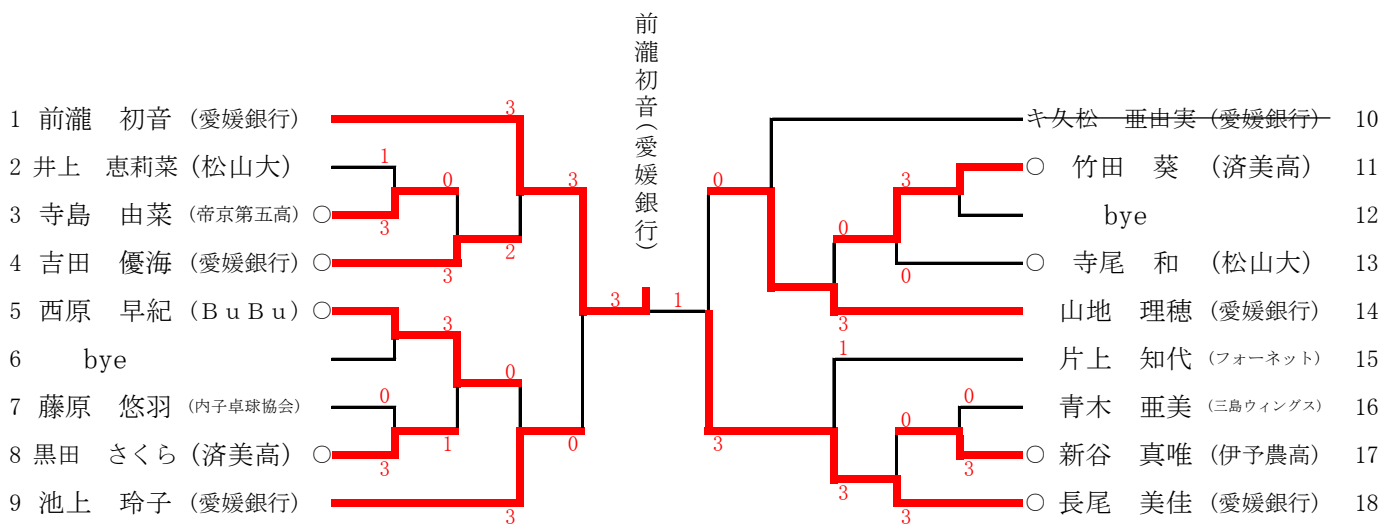 前瀧初音(愛媛銀行)
1 前瀧 初音 (愛媛銀行)
2 井上 恵莉菜 (松山大)
3 寺島 由菜 (帝京第五高) ○
4 吉田 優海 (愛媛銀行) ○
5 西原 早紀 (BuBu) ○
6 bye
7 藤原 悠羽 (内子卓球協会)
8 黒田 さくら (済美高) ○
9 池上 玲子 (愛媛銀行)
3
1
0
3
3
2
3
3
0
0
1
3
0
3
3
1
キ久松 亜由実 (愛媛銀行) 10
○ 竹田 葵 (済美高) 11
bye 12
○ 寺尾 和 (松山大) 13
山地 理穂 (愛媛銀行) 14
片上 知代 (フォーネット) 15
青木 亜美 (三島ウィングス) 16
○ 新谷 真唯 (伊予農高) 17
○ 長尾 美佳 (愛媛銀行) 18
0
3
0
0
3
1
0
0
3
3
3
3